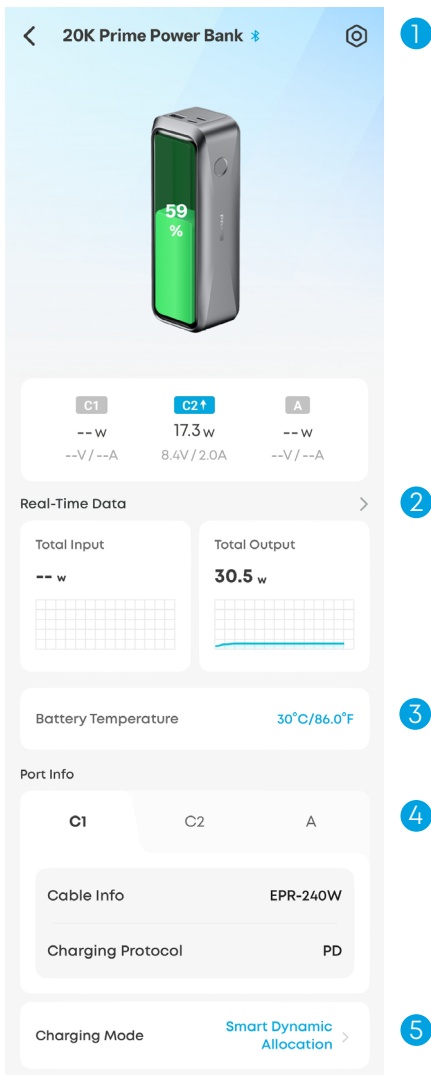 20K Prime Power Bank
1
59
%
C1 C2↑ A
-- W 17.3 W -- W
--V / --A 8.4V / 2.0A --V / --A
Real-Time Data
2
Total Input Total Output
-- W 30.5 W
Battery Temperature 30°C/86.0°F
3
Port Info
C1 C2 A
4
Cable Info EPR-240W
Charging Protocol PD
Charging Mode Smart Dynamic
Allocation
5